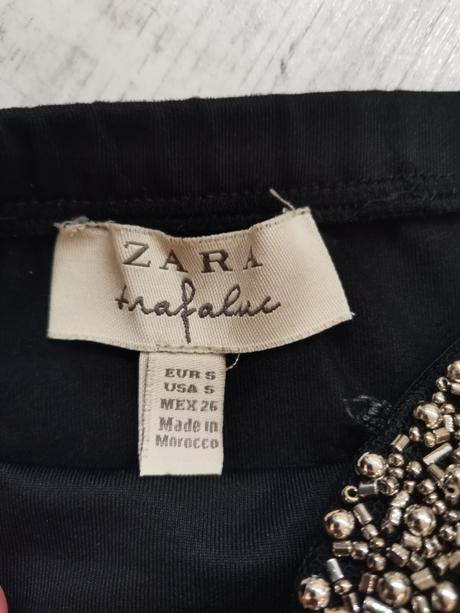 ZARA
trafaluc
EUR S
USA S
MEX 26
Made in
Morocco